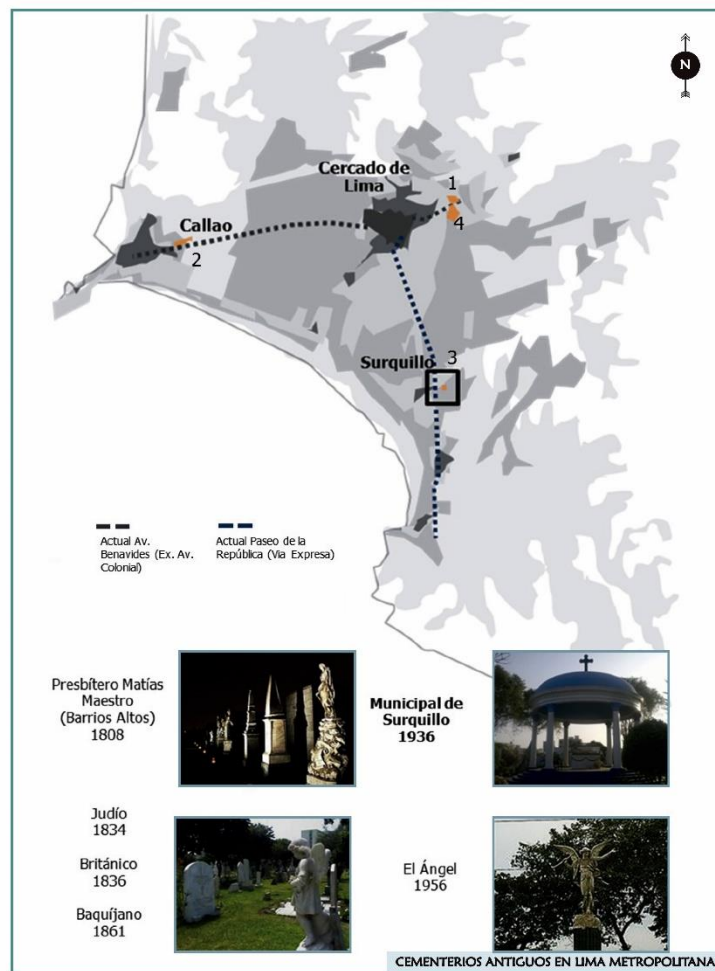 N
Cercado de
Lima
1
4
Callao
2
3
Surquillo
Actual Av.
Benavides (Ex. Av.
Colonial)
Actual Paseo de la
República (Via Expresa)
Presbítero Matías
Maestro
(Barrios Altos)
1808
Municipal de
Surquillo
1936
Judío
1834
Británico
1836
Baquíjano
1861
El Ángel
1956
CEMENTERIOS ANTIGUOS EN LIMA METROPOLITANA